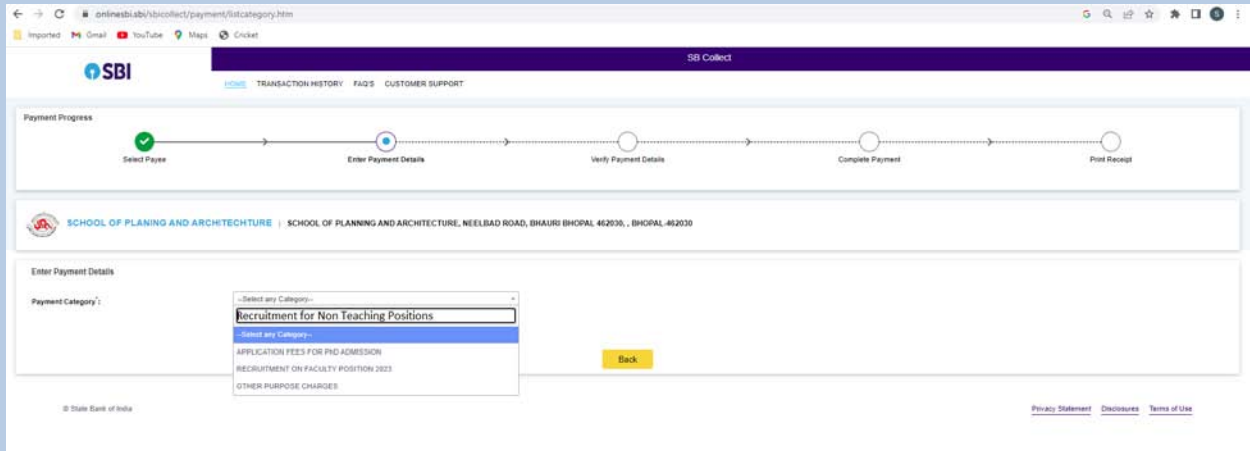 onlinesbi.sbi/sbicollect/payment/listcategory.htm
S
Imported Gmail YouTube Maps Cricket
SBI
SB Collect
HOME TRANSACTION HISTORY FAQ'S CUSTOMER SUPPORT
Payment Progress
Select Payee Enter Payment Details Verify Payment Details Complete Payment Print Receipt
SCHOOL OF PLANING AND ARCHITECHTURE | SCHOOL OF PLANNING AND ARCHITECTURE, NEELBAD ROAD, BHAURI BHOPAL 462030, , BHOPAL-462030
Enter Payment Details
Payment Category*: --Select any Category--
Recruitment for Non Teaching Positions
--Select any Category--
APPLICATION FEES FOR PhD ADMISSION
RECRUITMENT ON FACULTY POSITION 2023
OTHER PURPOSE CHARGES
Back
© State Bank of India
Privacy Statement Disclosures Terms of Use